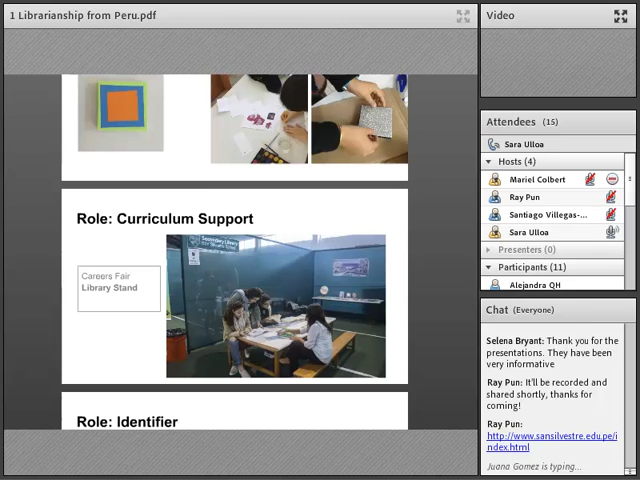 1 Librarianship from Peru.pdf
Role: Curriculum Support
Careers Fair
Library Stand
Secondary Library
Role: Identifier
Video
Attendees (15)
Sara Ulloa
Hosts (4)
Mariel Colbert
Ray Pun
Santiago Villegas-...
Sara Ulloa
Presenters (0)
Participants (11)
Alejandra QH
Chat (Everyone)
Selena Bryant: Thank you for the
presentations. They have been
very informative
Ray Pun: It'll be recorded and
shared shortly, thanks for
coming!
Ray Pun:
http://www.sansilvestre.edu.pe/i
ndex.html
Juana Gomez is typing...